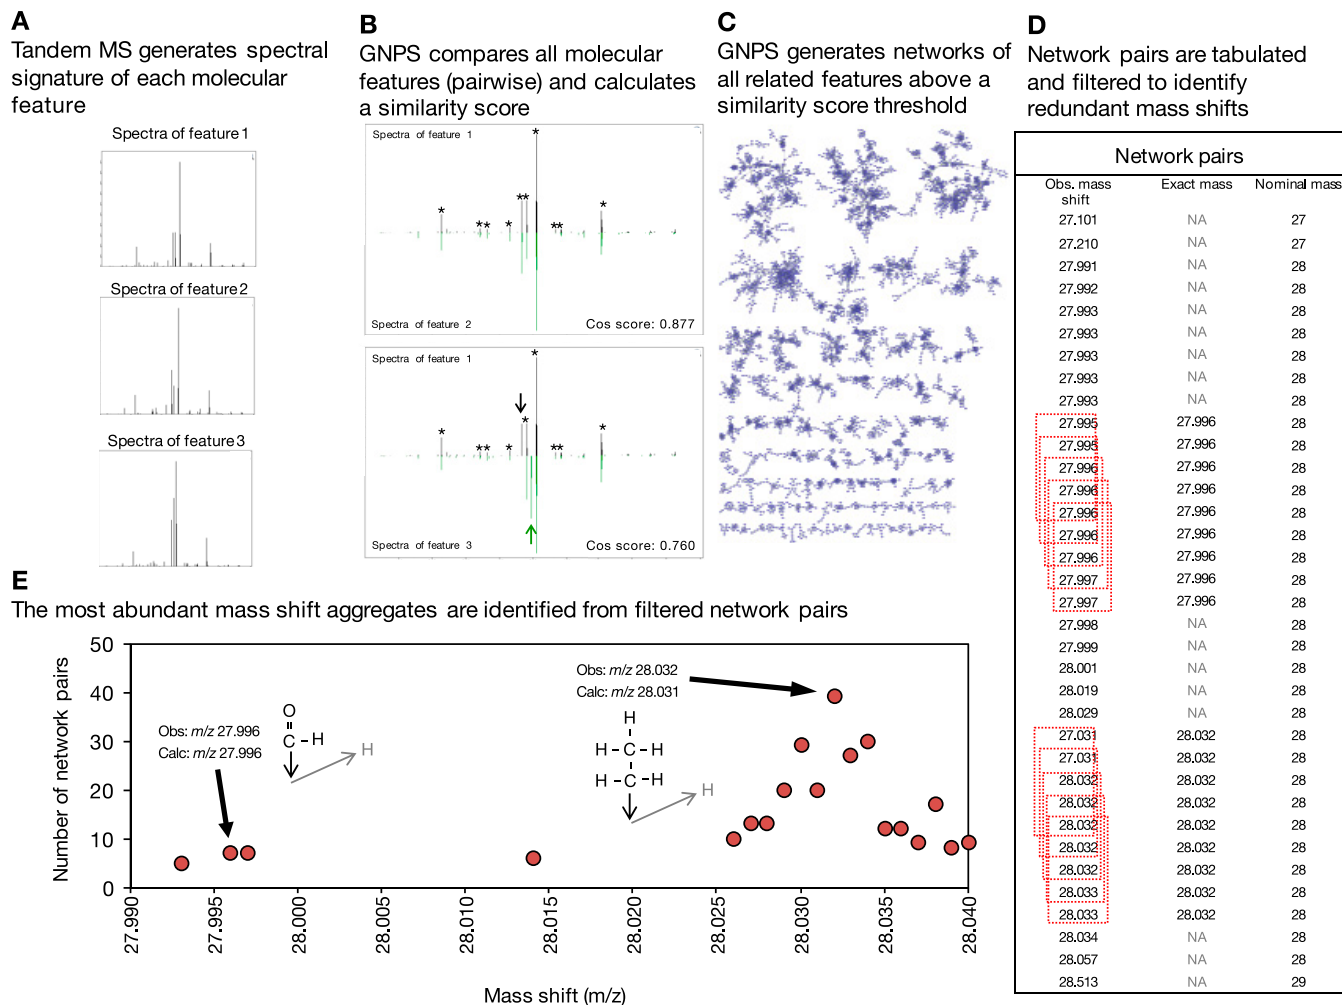 A
Tandem MS generates spectral
signature of each molecular
feature
Spectra of feature 1
Spectra of feature 2
Spectra of feature 3
B
GNPS compares all molecular
features (pairwise) and calculates
a similarity score
Spectra of feature 1
*
**
*
*
**
*
**
Spectra of feature 2
Cos score: 0.877
Spectra of feature 1
*
*
*
*
**
*
**
Spectra of feature 3
Cos score: 0.760
C
GNPS generates networks of
all related features above a
similarity score threshold
D
Network pairs are tabulated
and filtered to identify
redundant mass shifts
Network pairs
Obs. mass shift Exact mass Nominal mass
27.101 NA 27
27.210 NA 27
27.991 NA 28
27.992 NA 28
27.993 NA 28
27.993 NA 28
27.993 NA 28
27.993 NA 28
27.993 NA 28
27.995 27.996 28
27.995 27.996 28
27.996 27.996 28
27.996 27.996 28
27.996 27.996 28
27.996 27.996 28
27.996 27.996 28
27.997 27.996 28
27.997 27.996 28
27.998 NA 28
27.999 NA 28
28.001 NA 28
28.019 NA 28
28.029 NA 28
27.031 28.032 28
27.031 28.032 28
28.032 28.032 28
28.032 28.032 28
28.032 28.032 28
28.032 28.032 28
28.032 28.032 28
28.033 28.032 28
28.033 28.032 28
28.034 NA 28
28.057 NA 28
28.513 NA 29
E
The most abundant mass shift aggregates are identified from filtered network pairs
Number of network pairs
50
40
30
20
10
0
Obs: m/z 27.996
Calc: m/z 27.996
O
C - H
H
Obs: m/z 28.032
Calc: m/z 28.031
H
H - C - H
H - C - H
H
27.990 27.995 28.000 28.005 28.010 28.015 28.020 28.025 28.030 28.035 28.040
Mass shift (m/z)